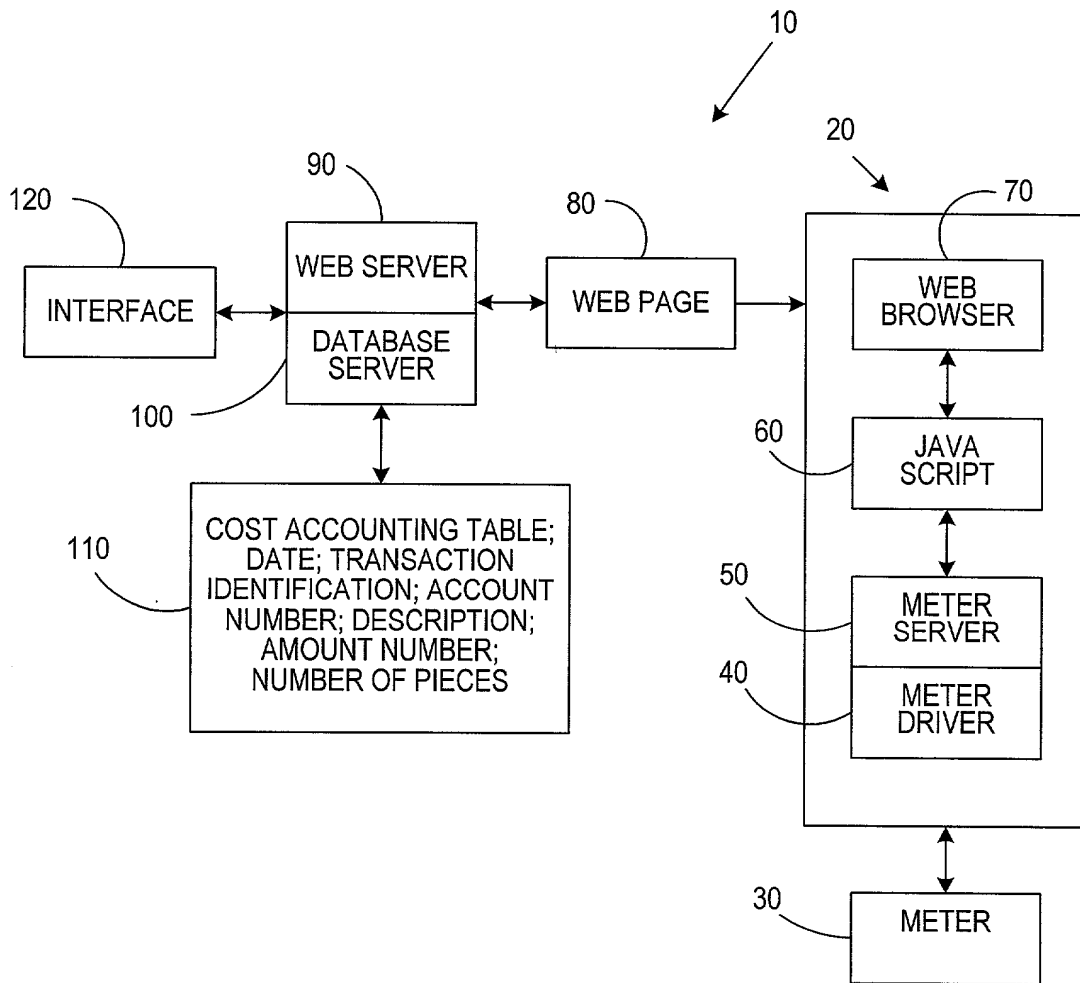 10
20
90
70
120
80
WEB SERVER
WEB
BROWSER
INTERFACE
WEB PAGE
DATABASE
SERVER
100
60
JAVA
SCRIPT
110
COST ACCOUNTING TABLE;
DATE; TRANSACTION
IDENTIFICATION; ACCOUNT
NUMBER; DESCRIPTION;
AMOUNT NUMBER;
NUMBER OF PIECES
50
METER
SERVER
40
METER
DRIVER
30
METER